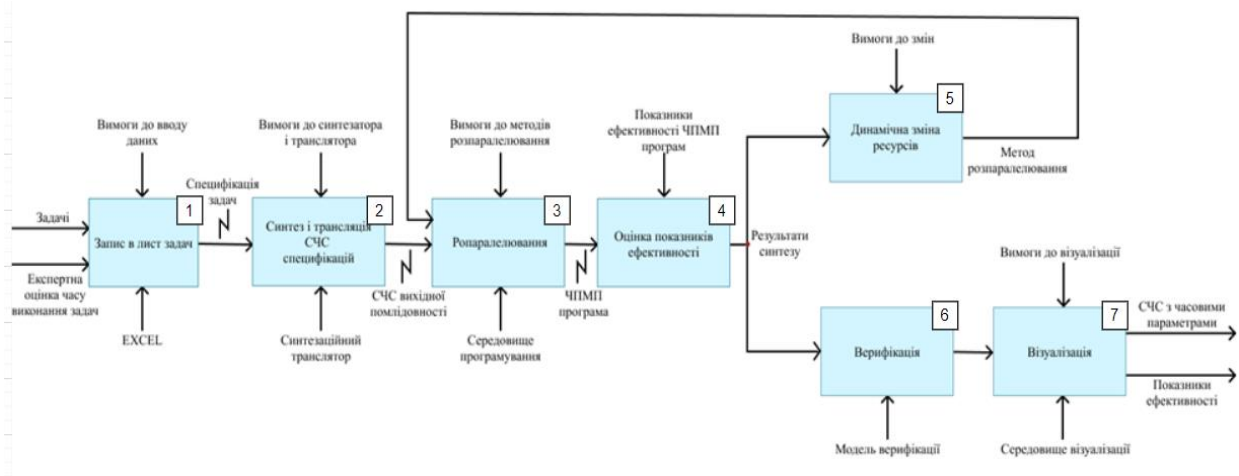 Вимоги до змін
5
Динамічна зміна
ресурсів
Метод
розпаралелювання
Вимоги до вводу
даних
Вимоги до синтезатора
і транслятора
Вимоги до методів
розпаралелювання
Показники
ефективності ЧПМП
програм
Задачі
Експертна
оцінка часу
виконання задач
1
Запис в лист задач
EXCEL
Специфікація
задач
2
Синтез і трансляція
СЧС
специфікацій
Синтезаційний
транслятор
СЧС вихідної
помлідовності
3
Ропаралелювання
Середовище
програмування
ЧПМП
програма
4
Оцінка показників
ефективності
Результати
синтезу
6
Верифікація
Модель верифікації
Вимоги до візуалізації
7
Візуалізація
Середовище візуалізації
СЧС з часовими
параметрами
Показники
ефективності